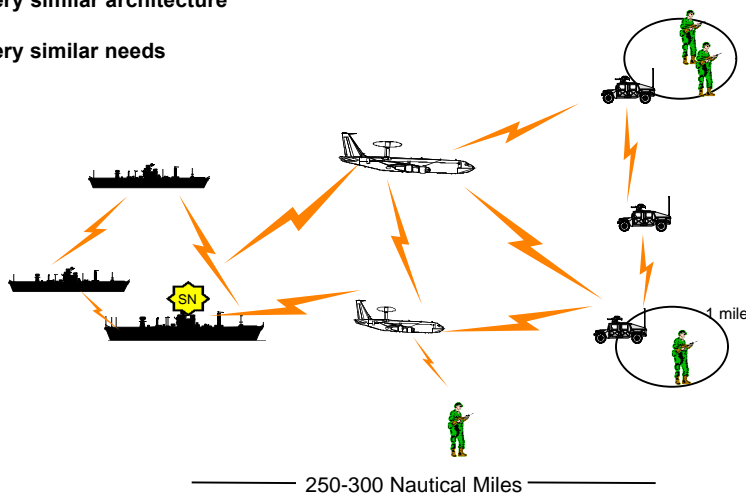 ery similar architecture
ery similar needs
SN
1 mile
250-300 Nautical Miles